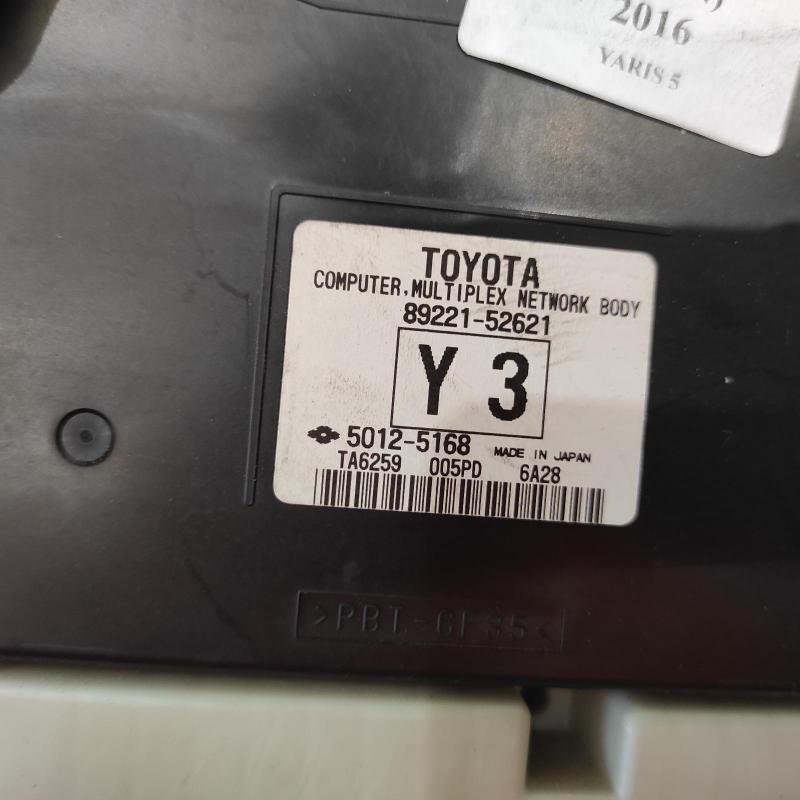 2016
YARIS 5
TOYOTA
COMPUTER,MULTIPLEX NETWORK BODY
89221-52621
Y 3
5012-5168 MADE IN JAPAN
TA6259 005PD 6A28
>PBT-GF35<